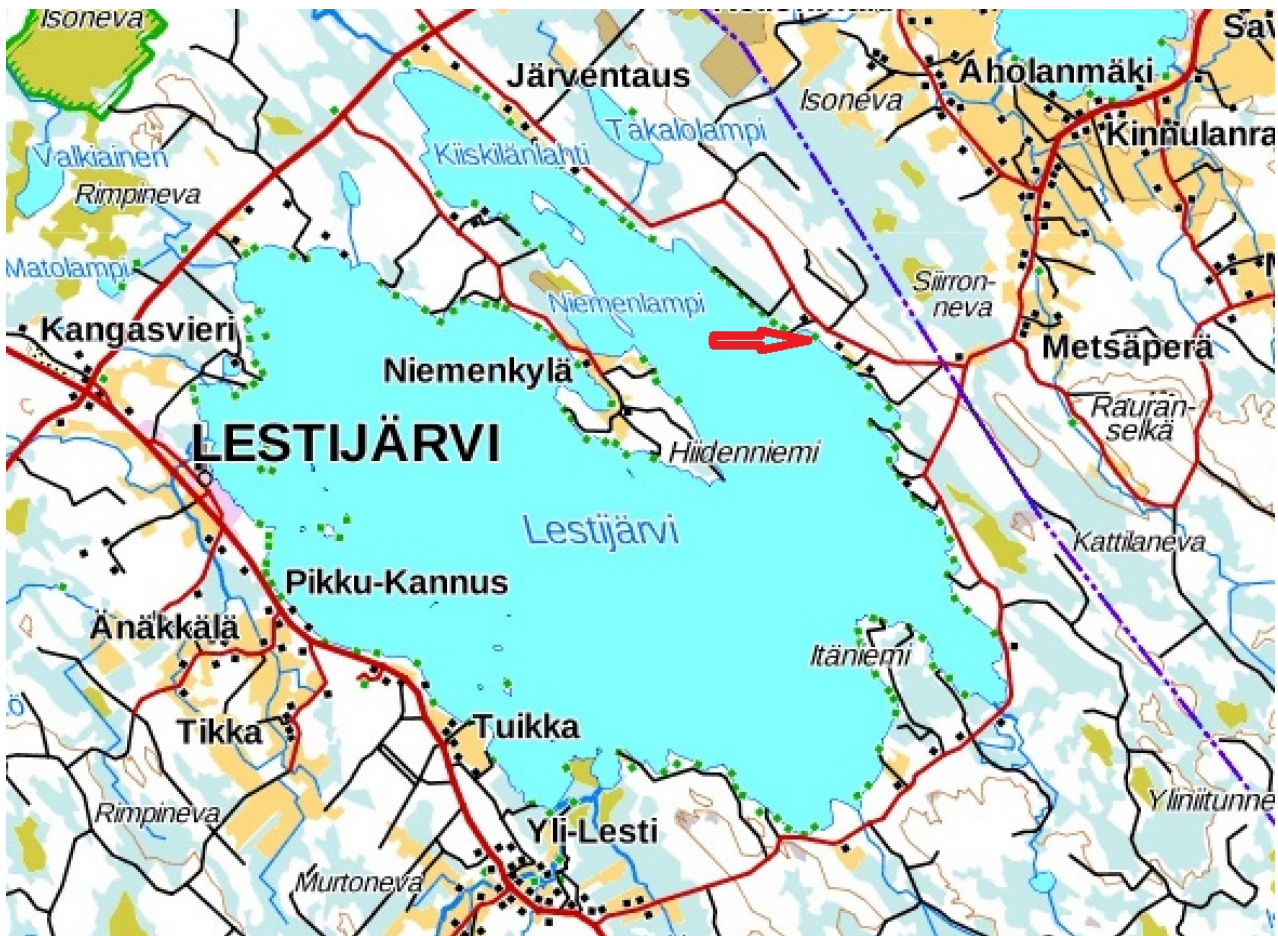 Isoneva
Sav
Järventaus
Aholanmäki
Isoneva
Takalolampi
Kinnulanra
Kiiskilänlahti
Valkiainen
Rimpineva
Matolampi
Siirron-
neva
Niemenlampi
Kangasvieri
Metsäperä
Niemenkylä
Rauran-
selkä
LESTIJÄRVI
Hiidenniemi
Lestijärvi
Kattilaneva
Pikku-Kannus
Änäkkälä
Itäniemi
Tikka
Tuikka
Rimpineva
Yliniitunne
Yli-Lesti
Murtoneva